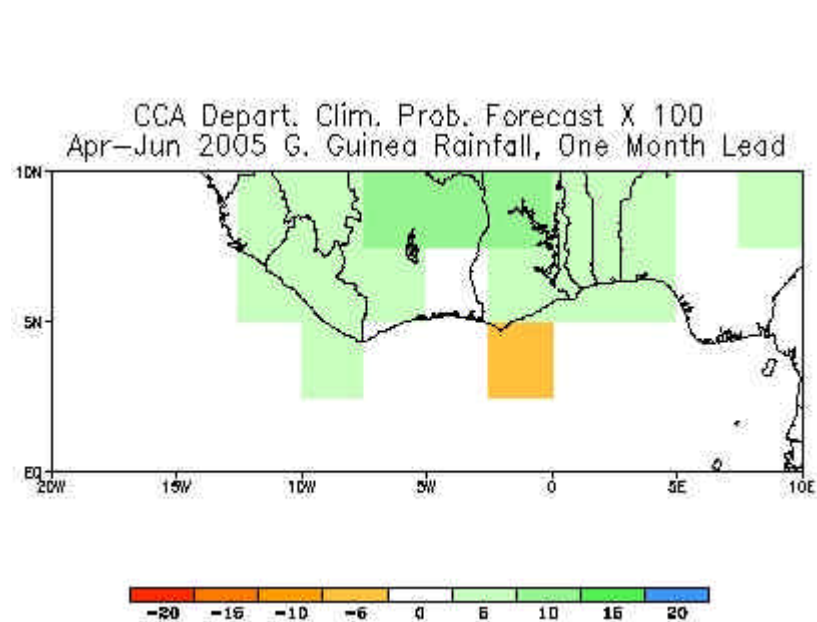 CCA Depart. Clim. Prob. Forecast X 100
Apr-Jun 2005 G. Guinea Rainfall, One Month Lead
10N
5N
EQ
20W 15W 10W 5W 0 5E 10E
-20 -15 -10 -5 0 5 10 15 20